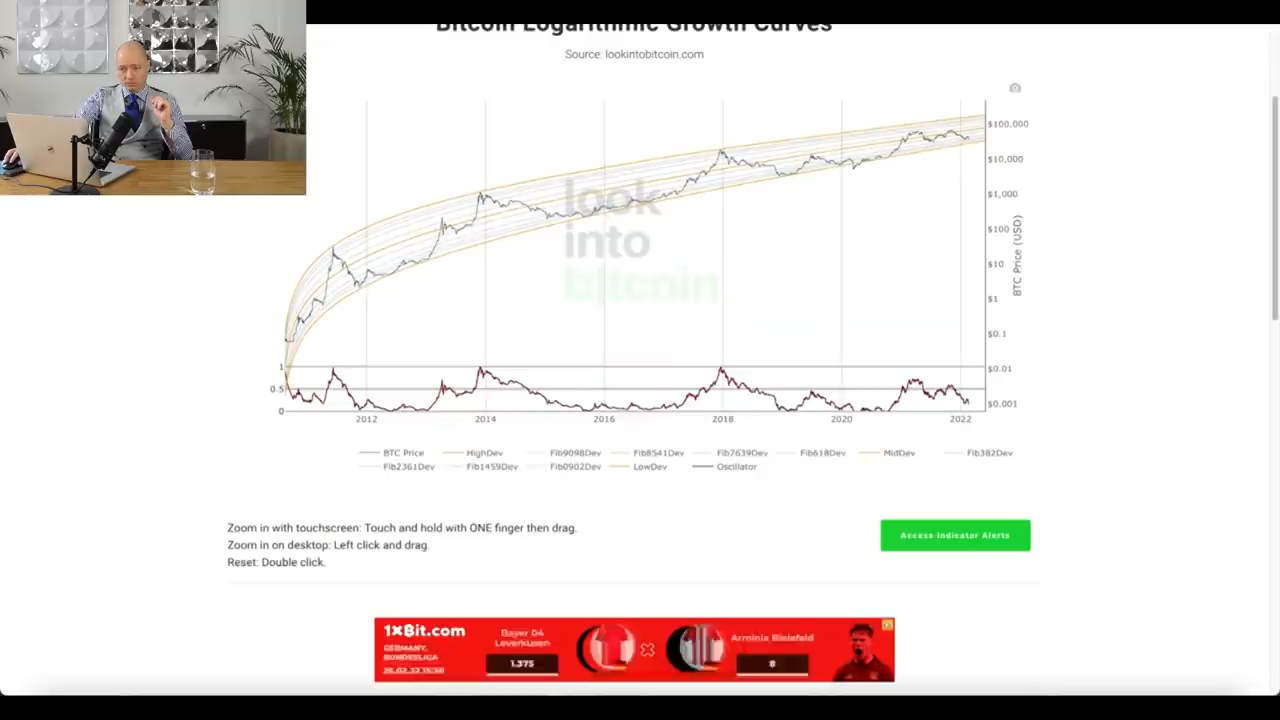 Bitcoin Logarithmic Growth Curves
Source: lookintobitcoin.com
look
into
bitcoin
$100,000
$10,000
$1,000
$100
$10
$1
$0.1
$0.01
$0.001
BTC Price (USD)
1
0.5
0
2012 2014 2016 2018 2020 2022
BTC Price HighDev Fib9098Dev Fib8541Dev Fib7639Dev Fib618Dev MidDev Fib382Dev
Fib2361Dev Fib1459Dev Fib0902Dev LowDev Oscillator
Zoom in with touchscreen: Touch and hold with ONE finger then drag.
Zoom in on desktop: Left click and drag.
Reset: Double click.
Access Indicator Alerts
1XBit.com
GERMANY.
BUNDESLIGA
Bayer 04
Leverkusen
1.375
Arminia Bielefeld
8